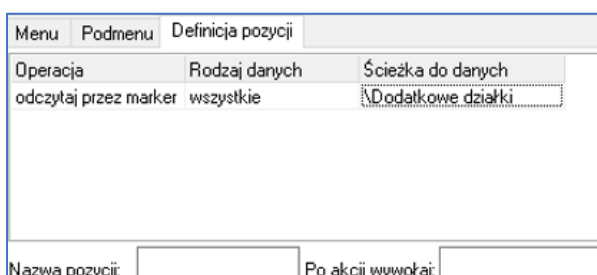 Menu Podmenu Definicja pozycji
Operacja Rodzaj danych Ścieżka do danych
odczytaj przez marker wszystkie \Dodatkowe działki
Nazwa pozycji: Po akcji wywołaj: